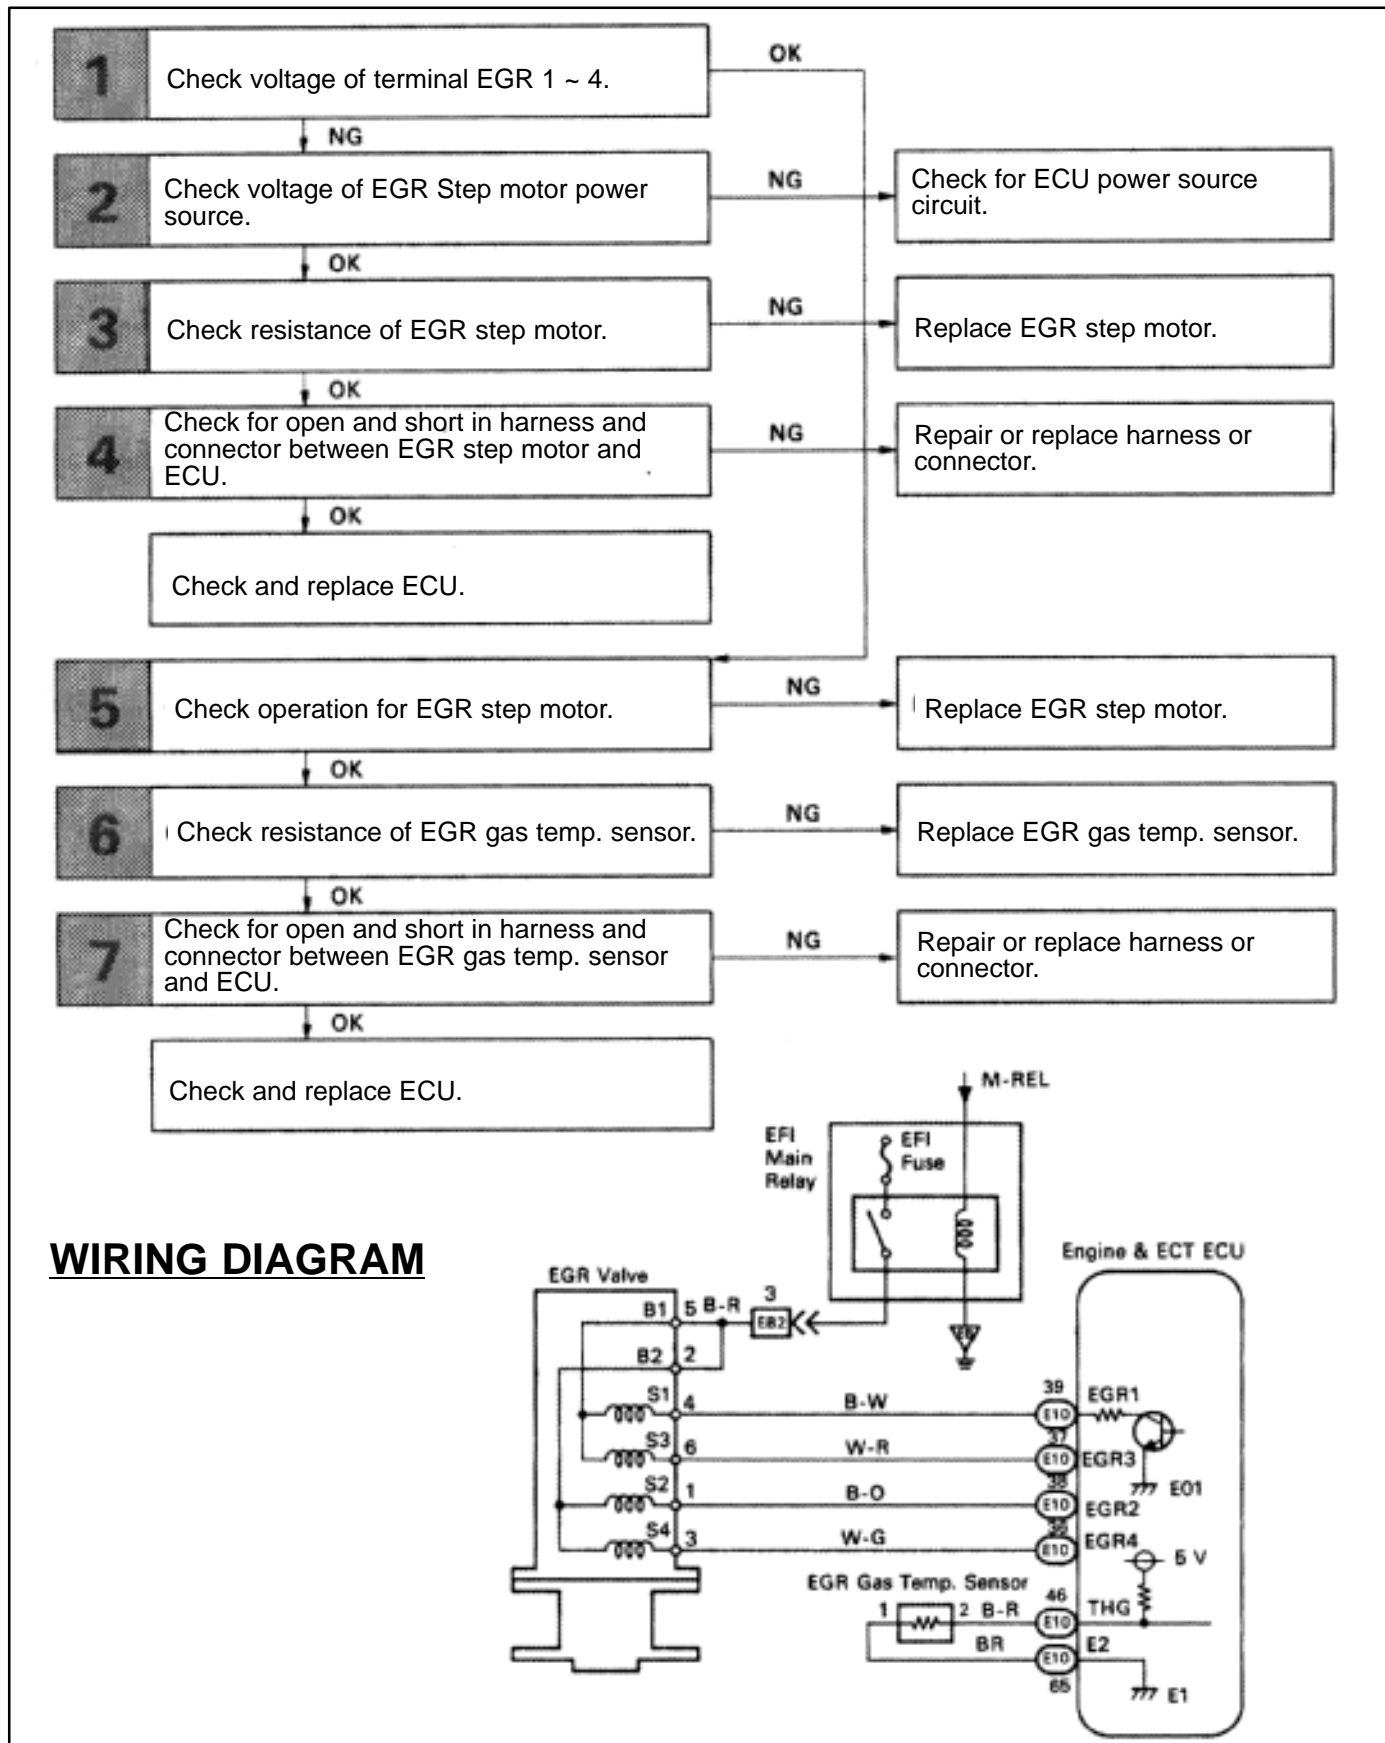 1
Check voltage of terminal EGR 1 ~ 4.
OK
NG
2
Check voltage of EGR Step motor power
source.
NG
Check for ECU power source
circuit.
OK
3
Check resistance of EGR step motor.
NG
Replace EGR step motor.
OK
4
Check for open and short in harness and
connector between EGR step motor and
ECU.
NG
Repair or replace harness or
connector.
OK
Check and replace ECU.
5
Check operation for EGR step motor.
NG
Replace EGR step motor.
OK
6
Check resistance of EGR gas temp. sensor.
NG
Replace EGR gas temp. sensor.
OK
7
Check for open and short in harness and
connector between EGR gas temp. sensor
and ECU.
NG
Repair or replace harness or
connector.
OK
Check and replace ECU.
WIRING DIAGRAM
M-REL
EFI
Main
Relay
EFI
Fuse
Engine & ECT ECU
EGR Valve
B1 5 B-R 3
EB2
B2 2
S1 4 B-W 39 E10 EGR1
S3 6 W-R 37 E10 EGR3
S2 1 B-O 38 E10 EGR2
E01
S4 3 W-G E10 EGR4
5 V
EGR Gas Temp. Sensor
1 2 B-R 46 E10 THG
BR E10 E2
65
E1